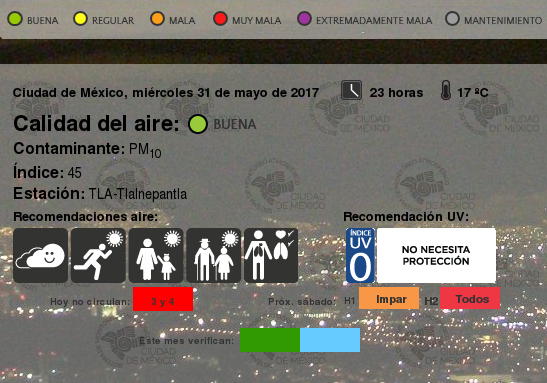 BUENA REGULAR MALA MUY MALA EXTREMADAMENTE MALA MANTENIMIENTO
Ciudad de México, miércoles 31 de mayo de 2017 23 horas 17 ºC
Calidad del aire: BUENA
Contaminante: PM10
Índice: 45
Estación: TLA-Tlalnepantla
Recomendaciones aire: Recomendación UV:
ÍNDICE
UV
0
NO NECESITA
PROTECCIÓN
Hoy no circulan: 3 y 4 Próx. sábado: H1 Impar H2 Todos
Este mes verifican:
CIUDAD
DE MÉXICO